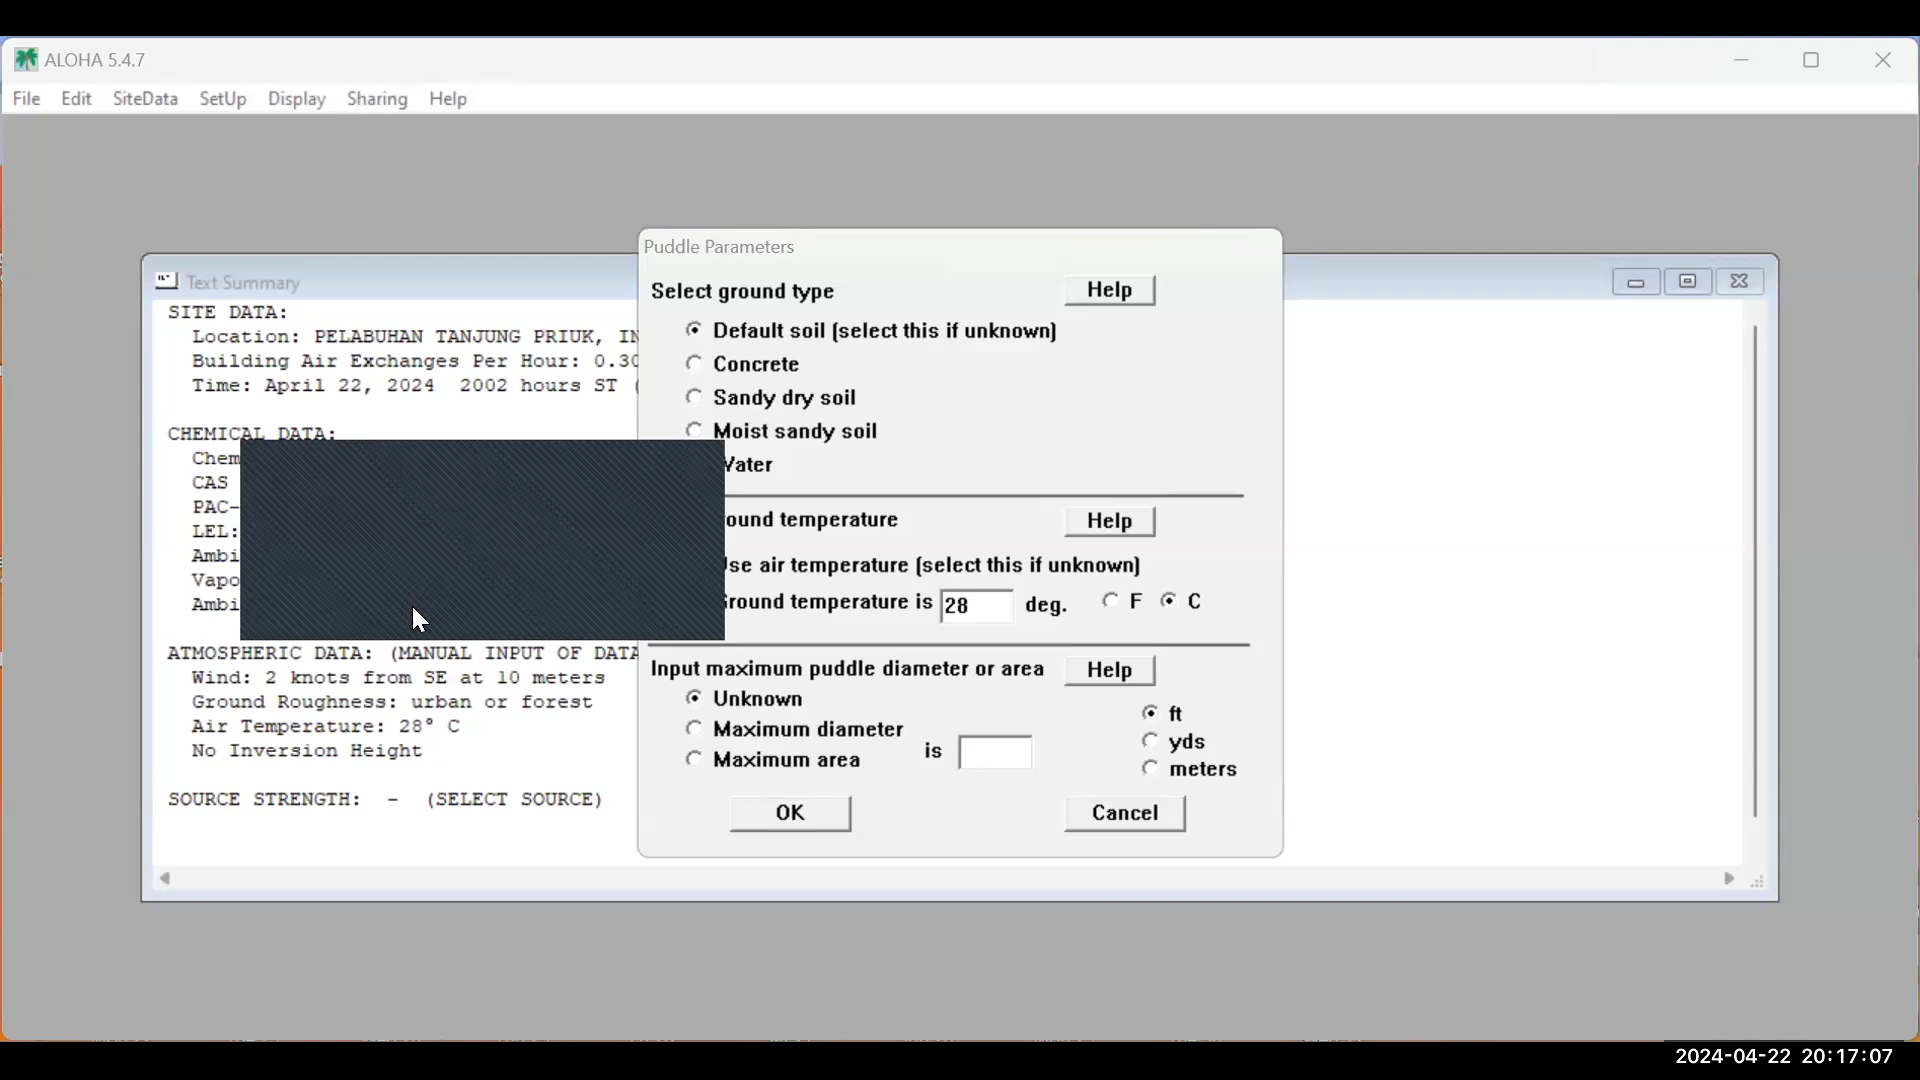 ALOHA 5.4.7
File Edit SiteData SetUp Display Sharing Help
Text Summary
SITE DATA:
Location: PELABUHAN TANJUNG PRIUK,
Building Air Exchanges Per Hour:
Time: April 22, 2024 2002 hours ST
CHEMICAL DATA:
CAS
LEL:
ATMOSPHERIC DATA: (MANUAL INPUT OF DATA
Wind: 2 knots from SE at 10 meters
Ground Roughness: urban or forest
Air Temperature: 28° C
No Inversion Height
SOURCE STRENGTH: - (SELECT SOURCE)
Puddle Parameters
Select ground type Help
Default soil (select this if unknown)
Concrete
Sandy dry soil
Moist sandy soil
Water
temperature Help
air temperature (select this if unknown)
temperature is 28 deg. F C
Input maximum puddle diameter or area Help
Unknown
Maximum diameter
Maximum area
is
ft
yds
meters
OK Cancel
2024-04-22 20:17:07